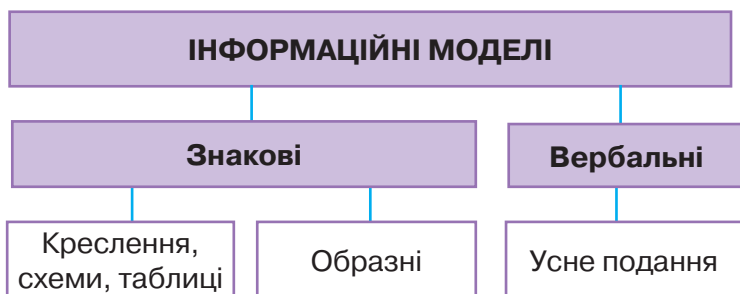 ІНФОРМАЦІЙНІ МОДЕЛІ
Знакові
Вербальні
Креслення,
схеми, таблиці
Образні
Усне подання